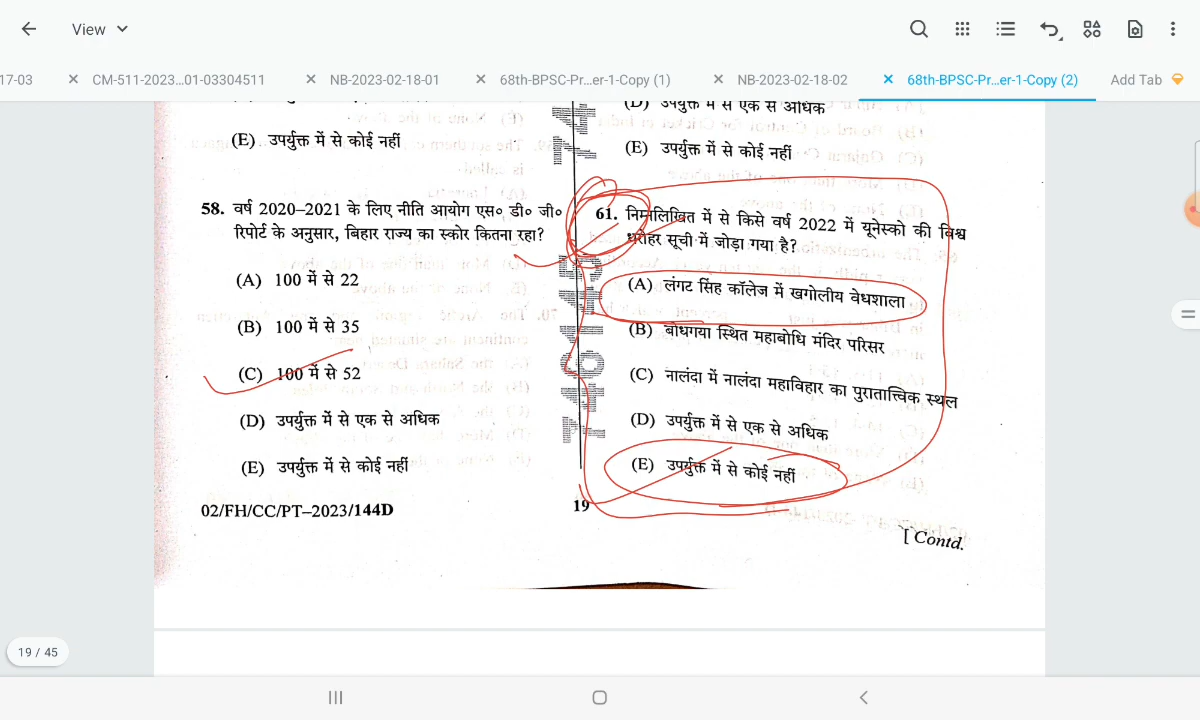 View
17-03
CM-511-2023...01-03304511
NB-2023-02-18-01
68th-BPSC-Pr...er-1-Copy (1)
NB-2023-02-18-02
68th-BPSC-Pr...er-1-Copy (2)
Add Tab
(E) उपर्युक्त में से कोई नहीं
58. वर्ष 2020–2021 के लिए नीति आयोग एस० डी० जी०
रिपोर्ट के अनुसार, बिहार राज्य का स्कोर कितना रहा?
(A) 100 में से 22
(B) 100 में से 35
(C) 100 में से 52
(D) उपर्युक्त में से एक से अधिक
(E) उपर्युक्त में से कोई नहीं
02/FH/CC/PT–2023/144D
(D) उपर्युक्त में से एक से अधिक
(E) उपर्युक्त में से कोई नहीं
61. निम्नलिखित में से किसे वर्ष 2022 में यूनेस्को की विश्व
धरोहर सूची में जोड़ा गया है?
(A) लंगट सिंह कॉलेज में खगोलीय वेधशाला
(B) बोधगया स्थित महाबोधि मंदिर परिसर
(C) नालंदा में नालंदा महाविहार का पुरातात्त्विक स्थल
(D) उपर्युक्त में से एक से अधिक
(E) उपर्युक्त में से कोई नहीं
19
[ Contd.
19 / 45